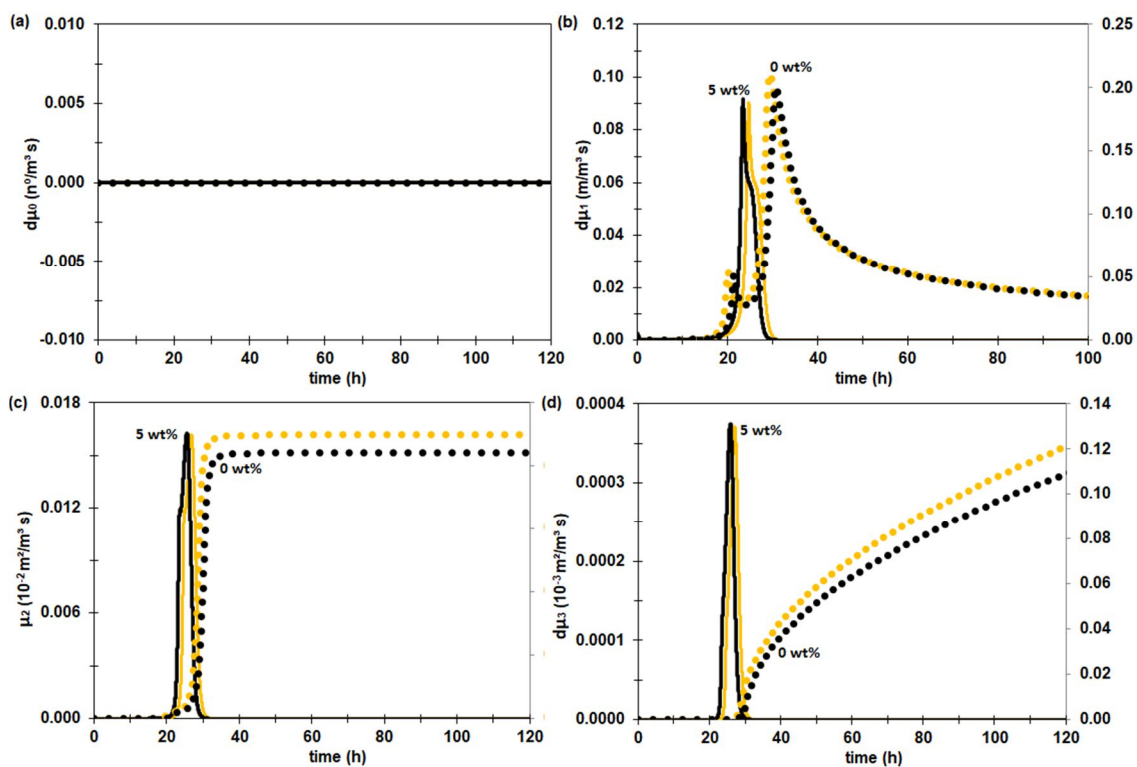 (a)
0.010
0.005
0.000
-0.005
-0.010
dμ₀ (nº/m³ s)
0 20 40 60 80 100 120
time (h)
(b)
0.12
0.10
0.08
0.06
0.04
0.02
0.00
dμ₁ (m/m³ s)
5 wt%
0 wt%
0.25
0.20
0.15
0.10
0.05
0.00
0 20 40 60 80 100
time (h)
(c)
0.018
0.012
0.006
0.000
μ₂ (10⁻² m²/m³ s)
5 wt%
0 wt%
0 20 40 60 80 100 120
time (h)
(d)
0.0004
0.0003
0.0002
0.0001
0.0000
dμ₃ (10⁻³ m²/m³ s)
5 wt%
0 wt%
0.14
0.12
0.10
0.08
0.06
0.04
0.02
0.00
0 20 40 60 80 100 120
time (h)